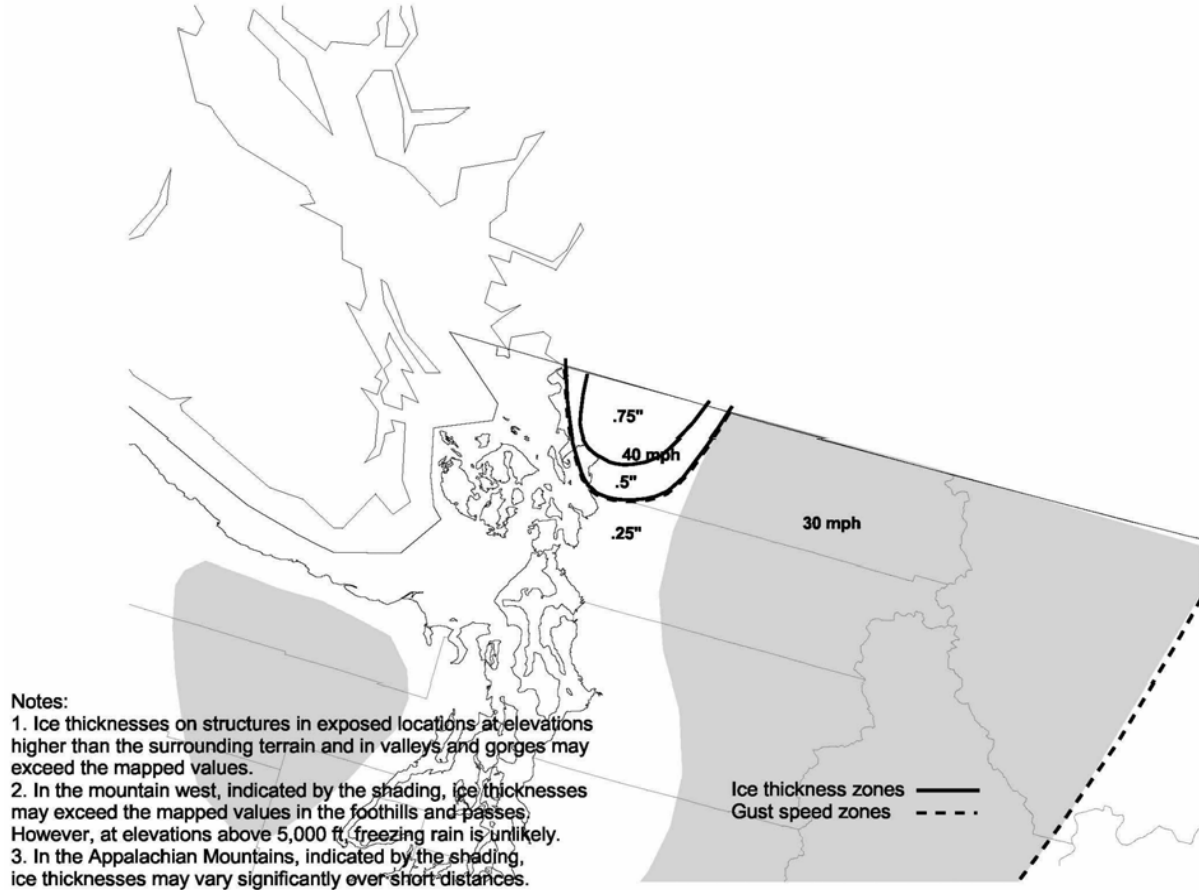 .75"
40 mph
.5"
.25"
30 mph
Notes:
1. Ice thicknesses on structures in exposed locations at elevations
higher than the surrounding terrain and in valleys and gorges may
exceed the mapped values.
2. In the mountain west, indicated by the shading, ice thicknesses
may exceed the mapped values in the foothills and passes.
However, at elevations above 5,000 ft, freezing rain is unlikely.
3. In the Appalachian Mountains, indicated by the shading,
ice thicknesses may vary significantly over short distances.
Ice thickness zones
Gust speed zones